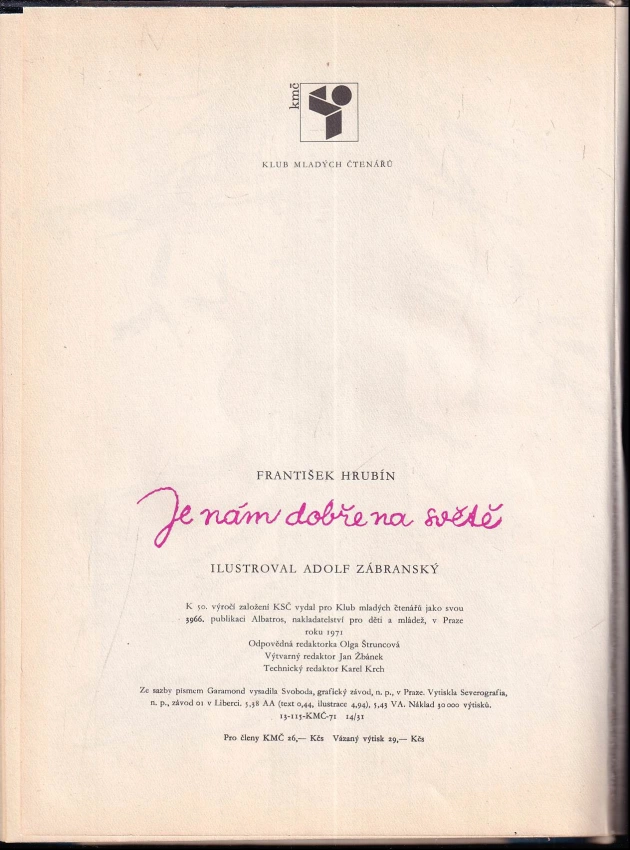 kmč
KLUB MLADÝCH ČTENÁŘŮ
FRANTIŠEK HRUBÍN
Je nám dobře na světě
ILUSTROVAL ADOLF ZÁBRANSKÝ
K 50. výročí založení KSČ vydal pro Klub mladých čtenářů jako svou
3966. publikaci Albatros, nakladatelství pro děti a mládež, v Praze
roku 1971
Odpovědná redaktorka Olga Štruncová
Výtvarný redaktor Jan Žbánek
Technický redaktor Karel Krch
Ze sazby písmem Garamond vysadila Svoboda, grafický závod, n. p., v Praze. Vytiskla Severografia,
n. p., závod 01 v Liberci. 5,38 AA (text 0,44, ilustrace 4,94), 5,43 VA. Náklad 50 000 výtisků.
13-115-KMČ-71 14/31
Pro členy KMČ 26,— Kčs Vázaný výtisk 29,— Kčs